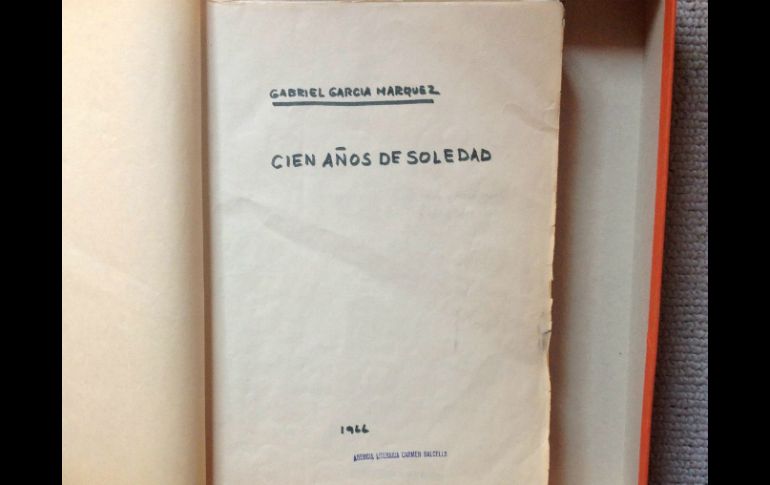 GABRIEL GARCIA MARQUEZ
CIEN AÑOS DE SOLEDAD
1966
AGENCIA LITERARIA CARMEN BALCELLS